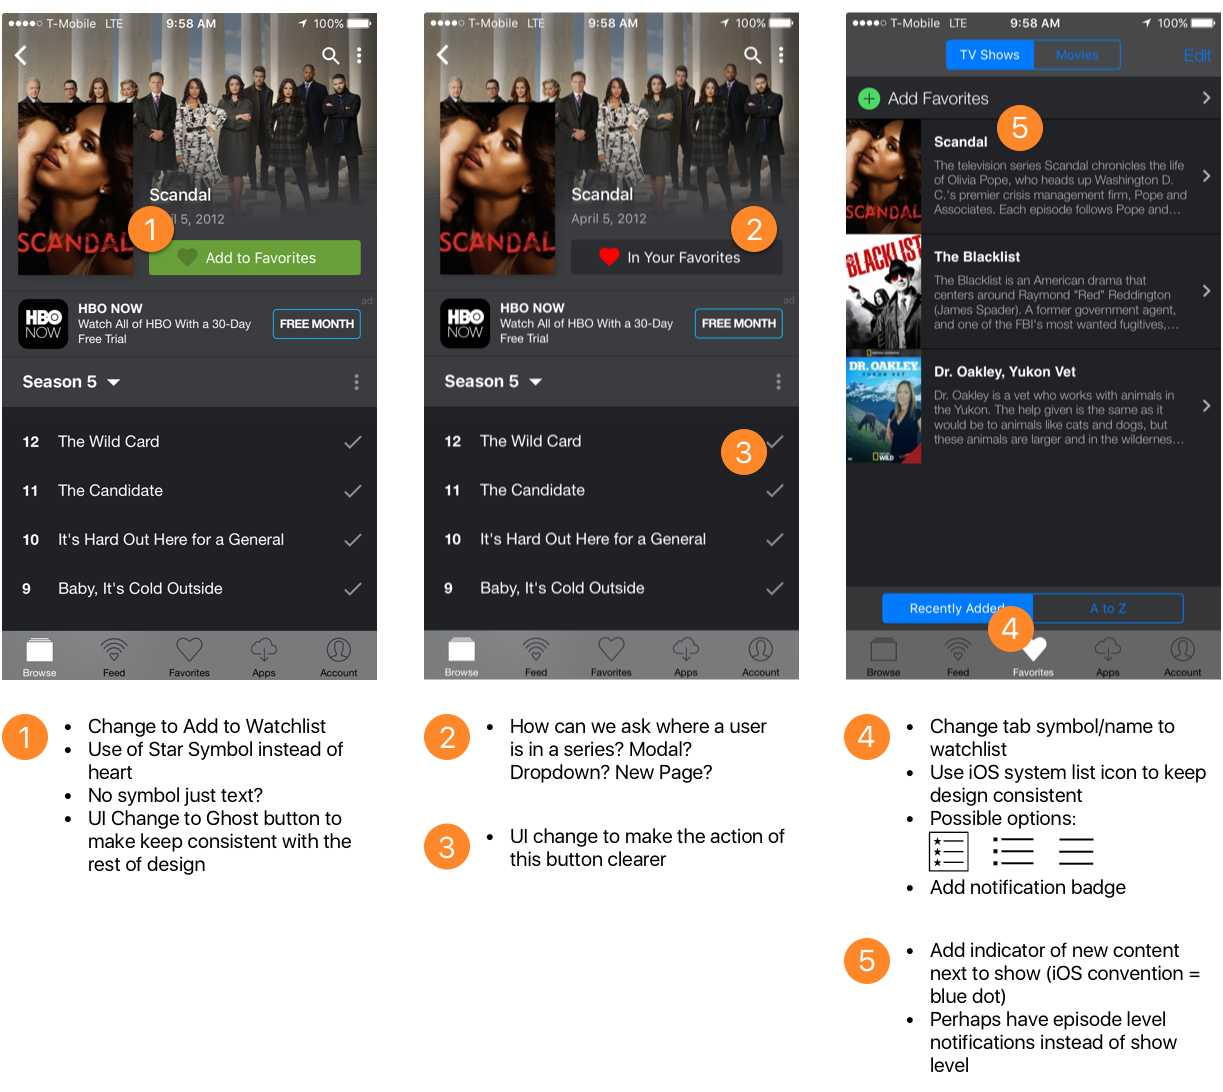 T-Mobile LTE 9:58 AM 100%
Scandal
il 5, 2012
1
SCANDAL
Add to Favorites
ad
HBO NOW
HBO NOW
Watch All of HBO With a 30-Day
Free Trial
FREE MONTH
Season 5
12 The Wild Card
11 The Candidate
10 It's Hard Out Here for a General
9 Baby, It's Cold Outside
Browse Feed Favorites Apps Account
T-Mobile LTE 9:58 AM 100%
Scandal
April 5, 2012
2
SCANDAL
In Your Favorites
ad
HBO NOW
HBO NOW
Watch All of HBO With a 30-Day
Free Trial
FREE MONTH
Season 5
12 The Wild Card
3
11 The Candidate
10 It's Hard Out Here for a General
9 Baby, It's Cold Outside
Browse Feed Favorites Apps Account
T-Mobile LTE 9:58 AM 100%
TV Shows Movies Edit
Add Favorites
5
Scandal
The television series Scandal chronicles the life
of Olivia Pope, who heads up Washington D.
C.'s premier crisis management firm, Pope and
Associates. Each episode follows Pope and...
SCANDAL
The Blacklist
The Blacklist is an American drama that
centers around Raymond "Red" Reddington
(James Spader). A former government agent,
and one of the FBI's most wanted fugitives,...
BLACKLIST
Dr. Oakley, Yukon Vet
Dr. Oakley is a vet who works with animals in
the Yukon. The help given is the same as it
would be to animals like cats and dogs, but
these animals are larger and in the wildernes...
DR. OAKLEY,
YUKON VET
WILD
Recently Added A to Z
4
Browse Feed Favorites Apps Account
1
• Change to Add to Watchlist
• Use of Star Symbol instead of
heart
• No symbol just text?
• UI Change to Ghost button to
make keep consistent with the
rest of design
2
• How can we ask where a user
is in a series? Modal?
Dropdown? New Page?
3
• UI change to make the action of
this button clearer
4
• Change tab symbol/name to
watchlist
• Use iOS system list icon to keep
design consistent
• Possible options:
• Add notification badge
5
• Add indicator of new content
next to show (iOS convention =
blue dot)
• Perhaps have episode level
notifications instead of show
level